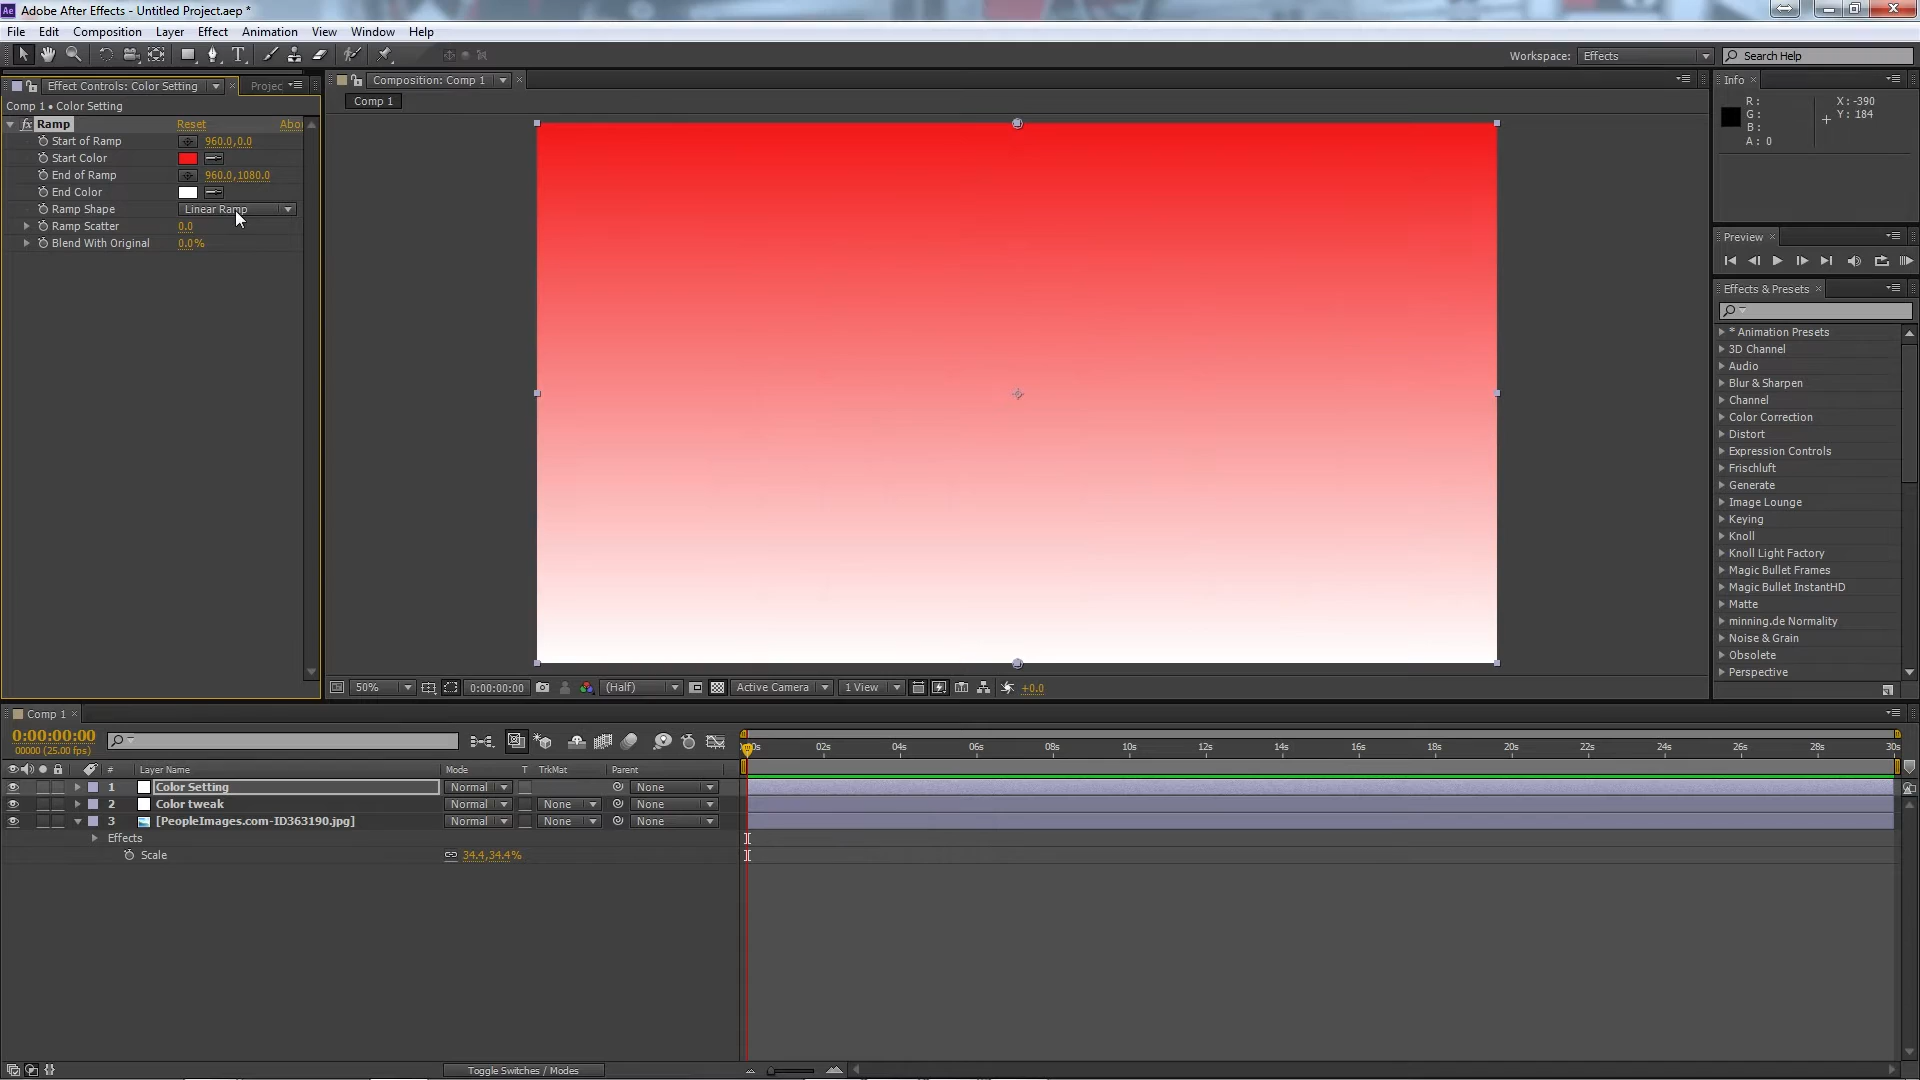 Ae Adobe After Effects - Untitled Project.aep *
File Edit Composition Layer Effect Animation View Window Help
Workspace: Effects Search Help
Effect Controls: Color Setting Projec
Composition: Comp 1
Info
Comp 1 • Color Setting
Comp 1
R:
G:
B:
A: 0
X: -390
Y: 184
fx Ramp Reset Abo
Start of Ramp 960.0,0.0
Start Color
End of Ramp 960.0,1080.0
End Color
Ramp Shape Linear Ramp
Ramp Scatter 0.0
Blend With Original 0.0%
Preview
Effects & Presets
* Animation Presets
3D Channel
Audio
Blur & Sharpen
Channel
Color Correction
Distort
Expression Controls
Frischluft
Generate
Image Lounge
Keying
Knoll
Knoll Light Factory
Magic Bullet Frames
Magic Bullet InstantHD
Matte
minning.de Normality
Noise & Grain
Obsolete
Perspective
50% 0:00:00:00 (Half) Active Camera 1 View +0.0
Comp 1
0:00:00:00
00000 (25.00 fps)
02s 04s 06s 08s 10s 12s 14s 16s 18s 20s 22s 24s 26s 28s 30s
# Layer Name Mode T TrkMat Parent
1 Color Setting Normal None
2 Color tweak Normal None None
3 [PeopleImages.com-ID363190.jpg] Normal None None
Effects
Scale 34.4,34.4%
Toggle Switches / Modes